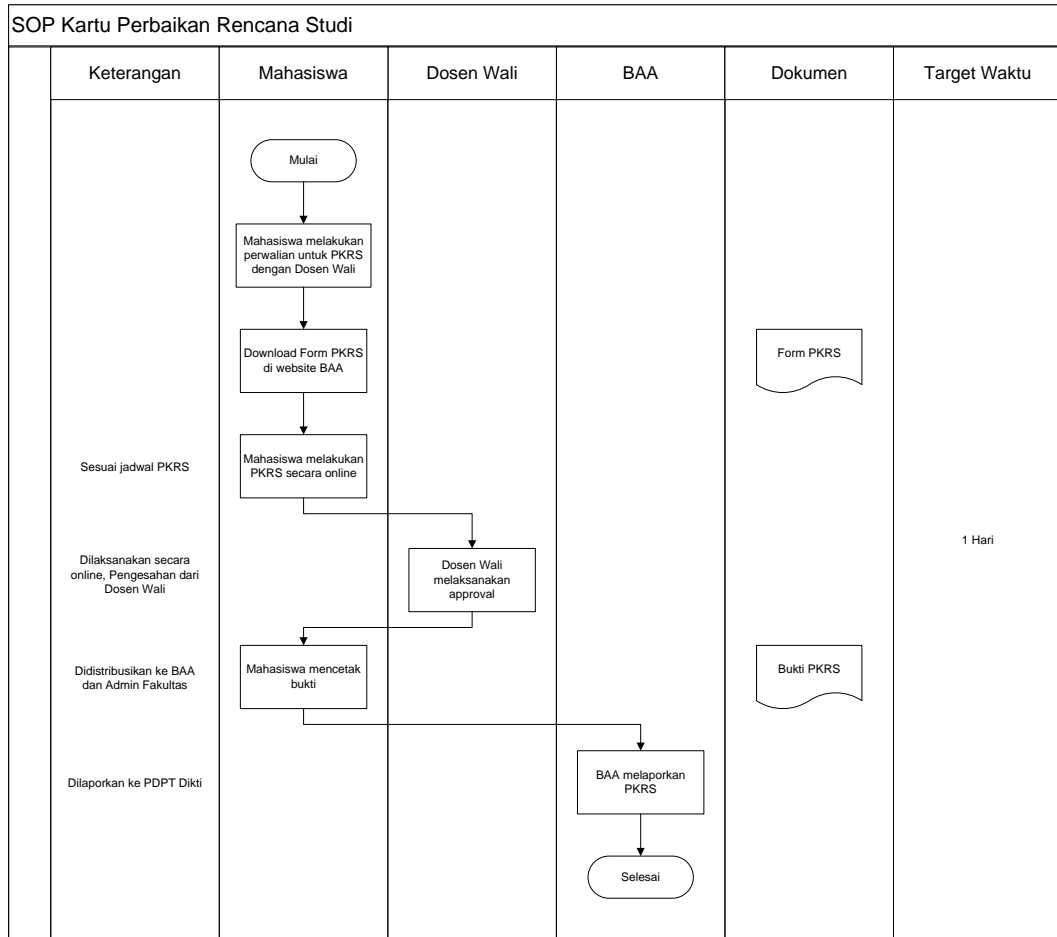 SOP Kartu Perbaikan Rencana Studi
Keterangan
Mahasiswa
Dosen Wali
BAA
Dokumen
Target Waktu
Mulai
Mahasiswa melakukan
perwalian untuk PKRS
dengan Dosen Wali
Download Form PKRS
di website BAA
Form PKRS
Sesuai jadwal PKRS
Mahasiswa melakukan
PKRS secara online
1 Hari
Dilaksanakan secara
online, Pengesahan dari
Dosen Wali
Dosen Wali
melaksanakan
approval
Didistribusikan ke BAA
dan Admin Fakultas
Mahasiswa mencetak
bukti
Bukti PKRS
Dilaporkan ke PDPT Dikti
BAA melaporkan
PKRS
Selesai